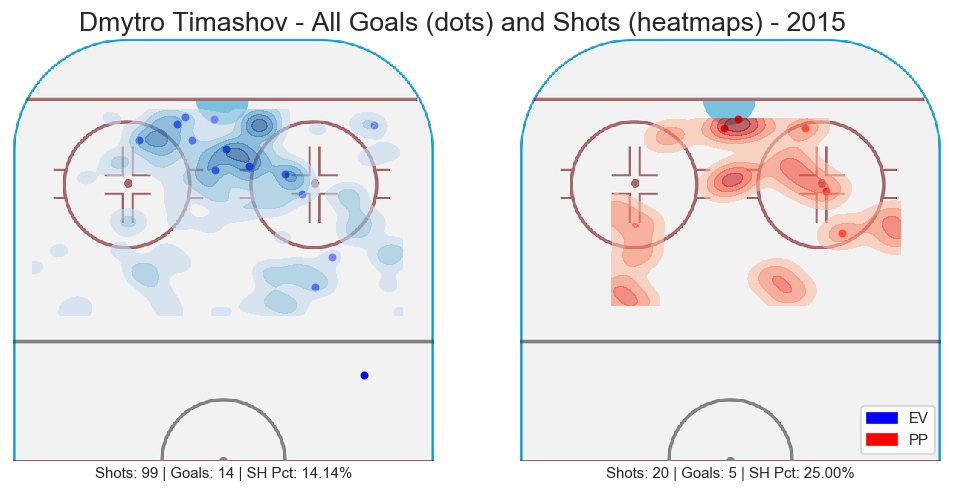 Dmytro Timashov - All Goals (dots) and Shots (heatmaps) - 2015
EV
PP
Shots: 99 | Goals: 14 | SH Pct: 14.14%
Shots: 20 | Goals: 5 | SH Pct: 25.00%